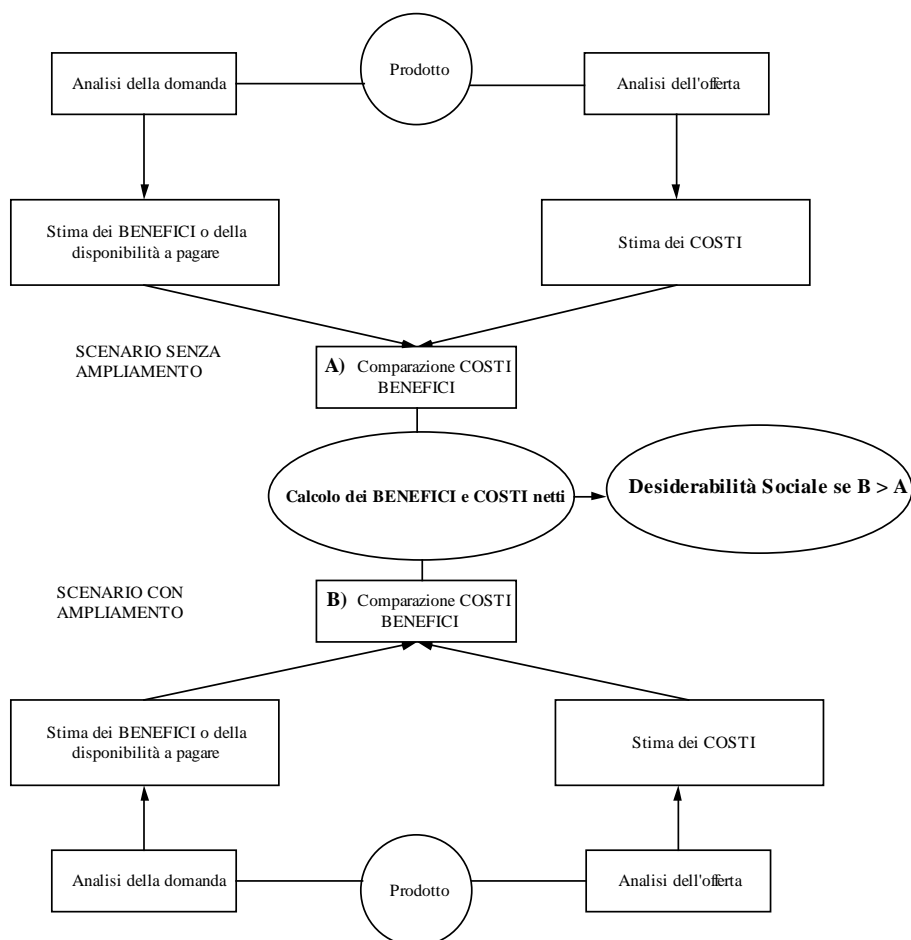 Analisi della domanda
Prodotto
Analisi dell'offerta
Stima dei BENEFICI o della
disponibilità a pagare
Stima dei COSTI
SCENARIO SENZA
AMPLIAMENTO
A) Comparazione COSTI
BENEFICI
Calcolo dei BENEFICI e COSTI netti
Desiderabilità Sociale se B > A
SCENARIO CON
AMPLIAMENTO
B) Comparazione COSTI
BENEFICI
Stima dei BENEFICI o della
disponibilità a pagare
Stima dei COSTI
Analisi della domanda
Prodotto
Analisi dell'offerta